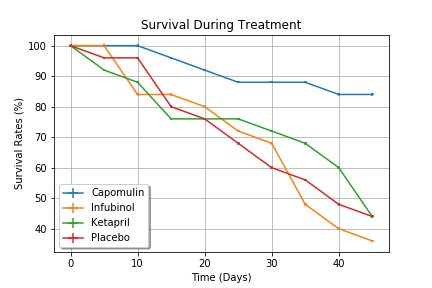 Survival During Treatment
Survival Rates (%)
100
90
80
70
60
50
40
Capomulin
Infubinol
Ketapril
Placebo
0 10 20 30 40
Time (Days)